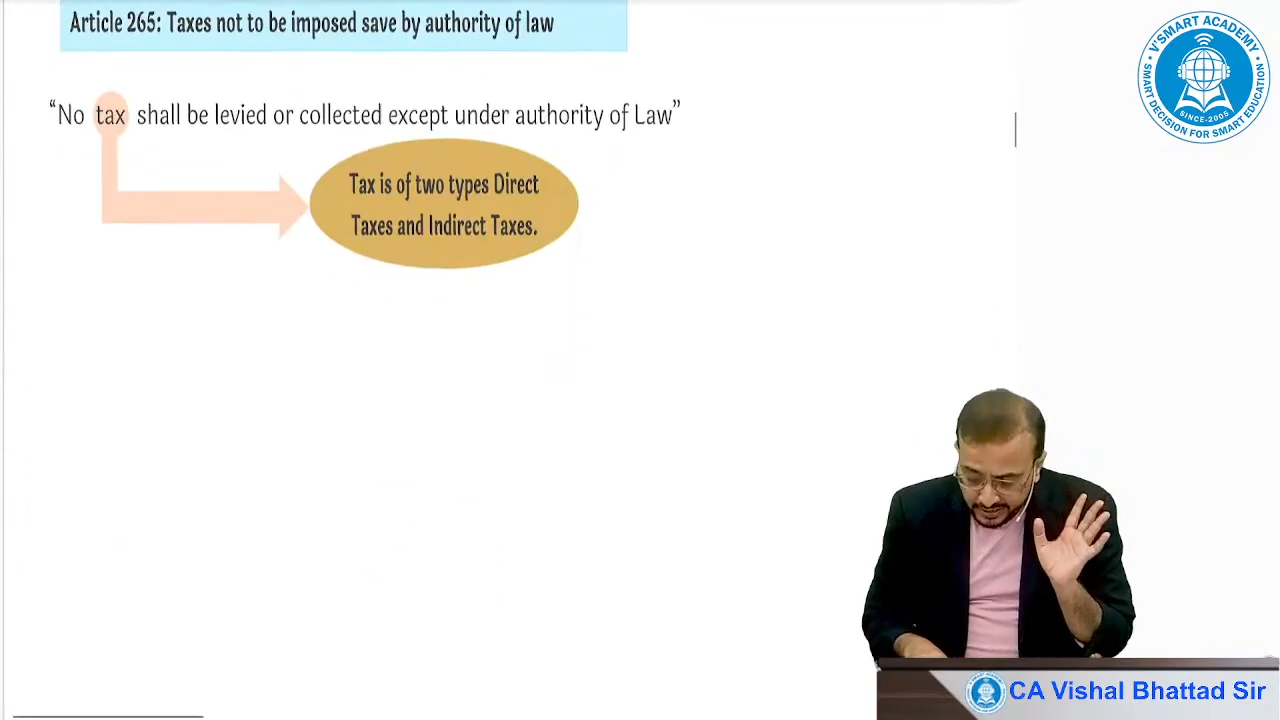 Article 265: Taxes not to be imposed save by authority of law
“No tax shall be levied or collected except under authority of Law”
Tax is of two types Direct
Taxes and Indirect Taxes.
V'SMART ACADEMY
SMART DECISION FOR SMART EDUCATION
SINCE-2005
CA Vishal Bhattad Sir